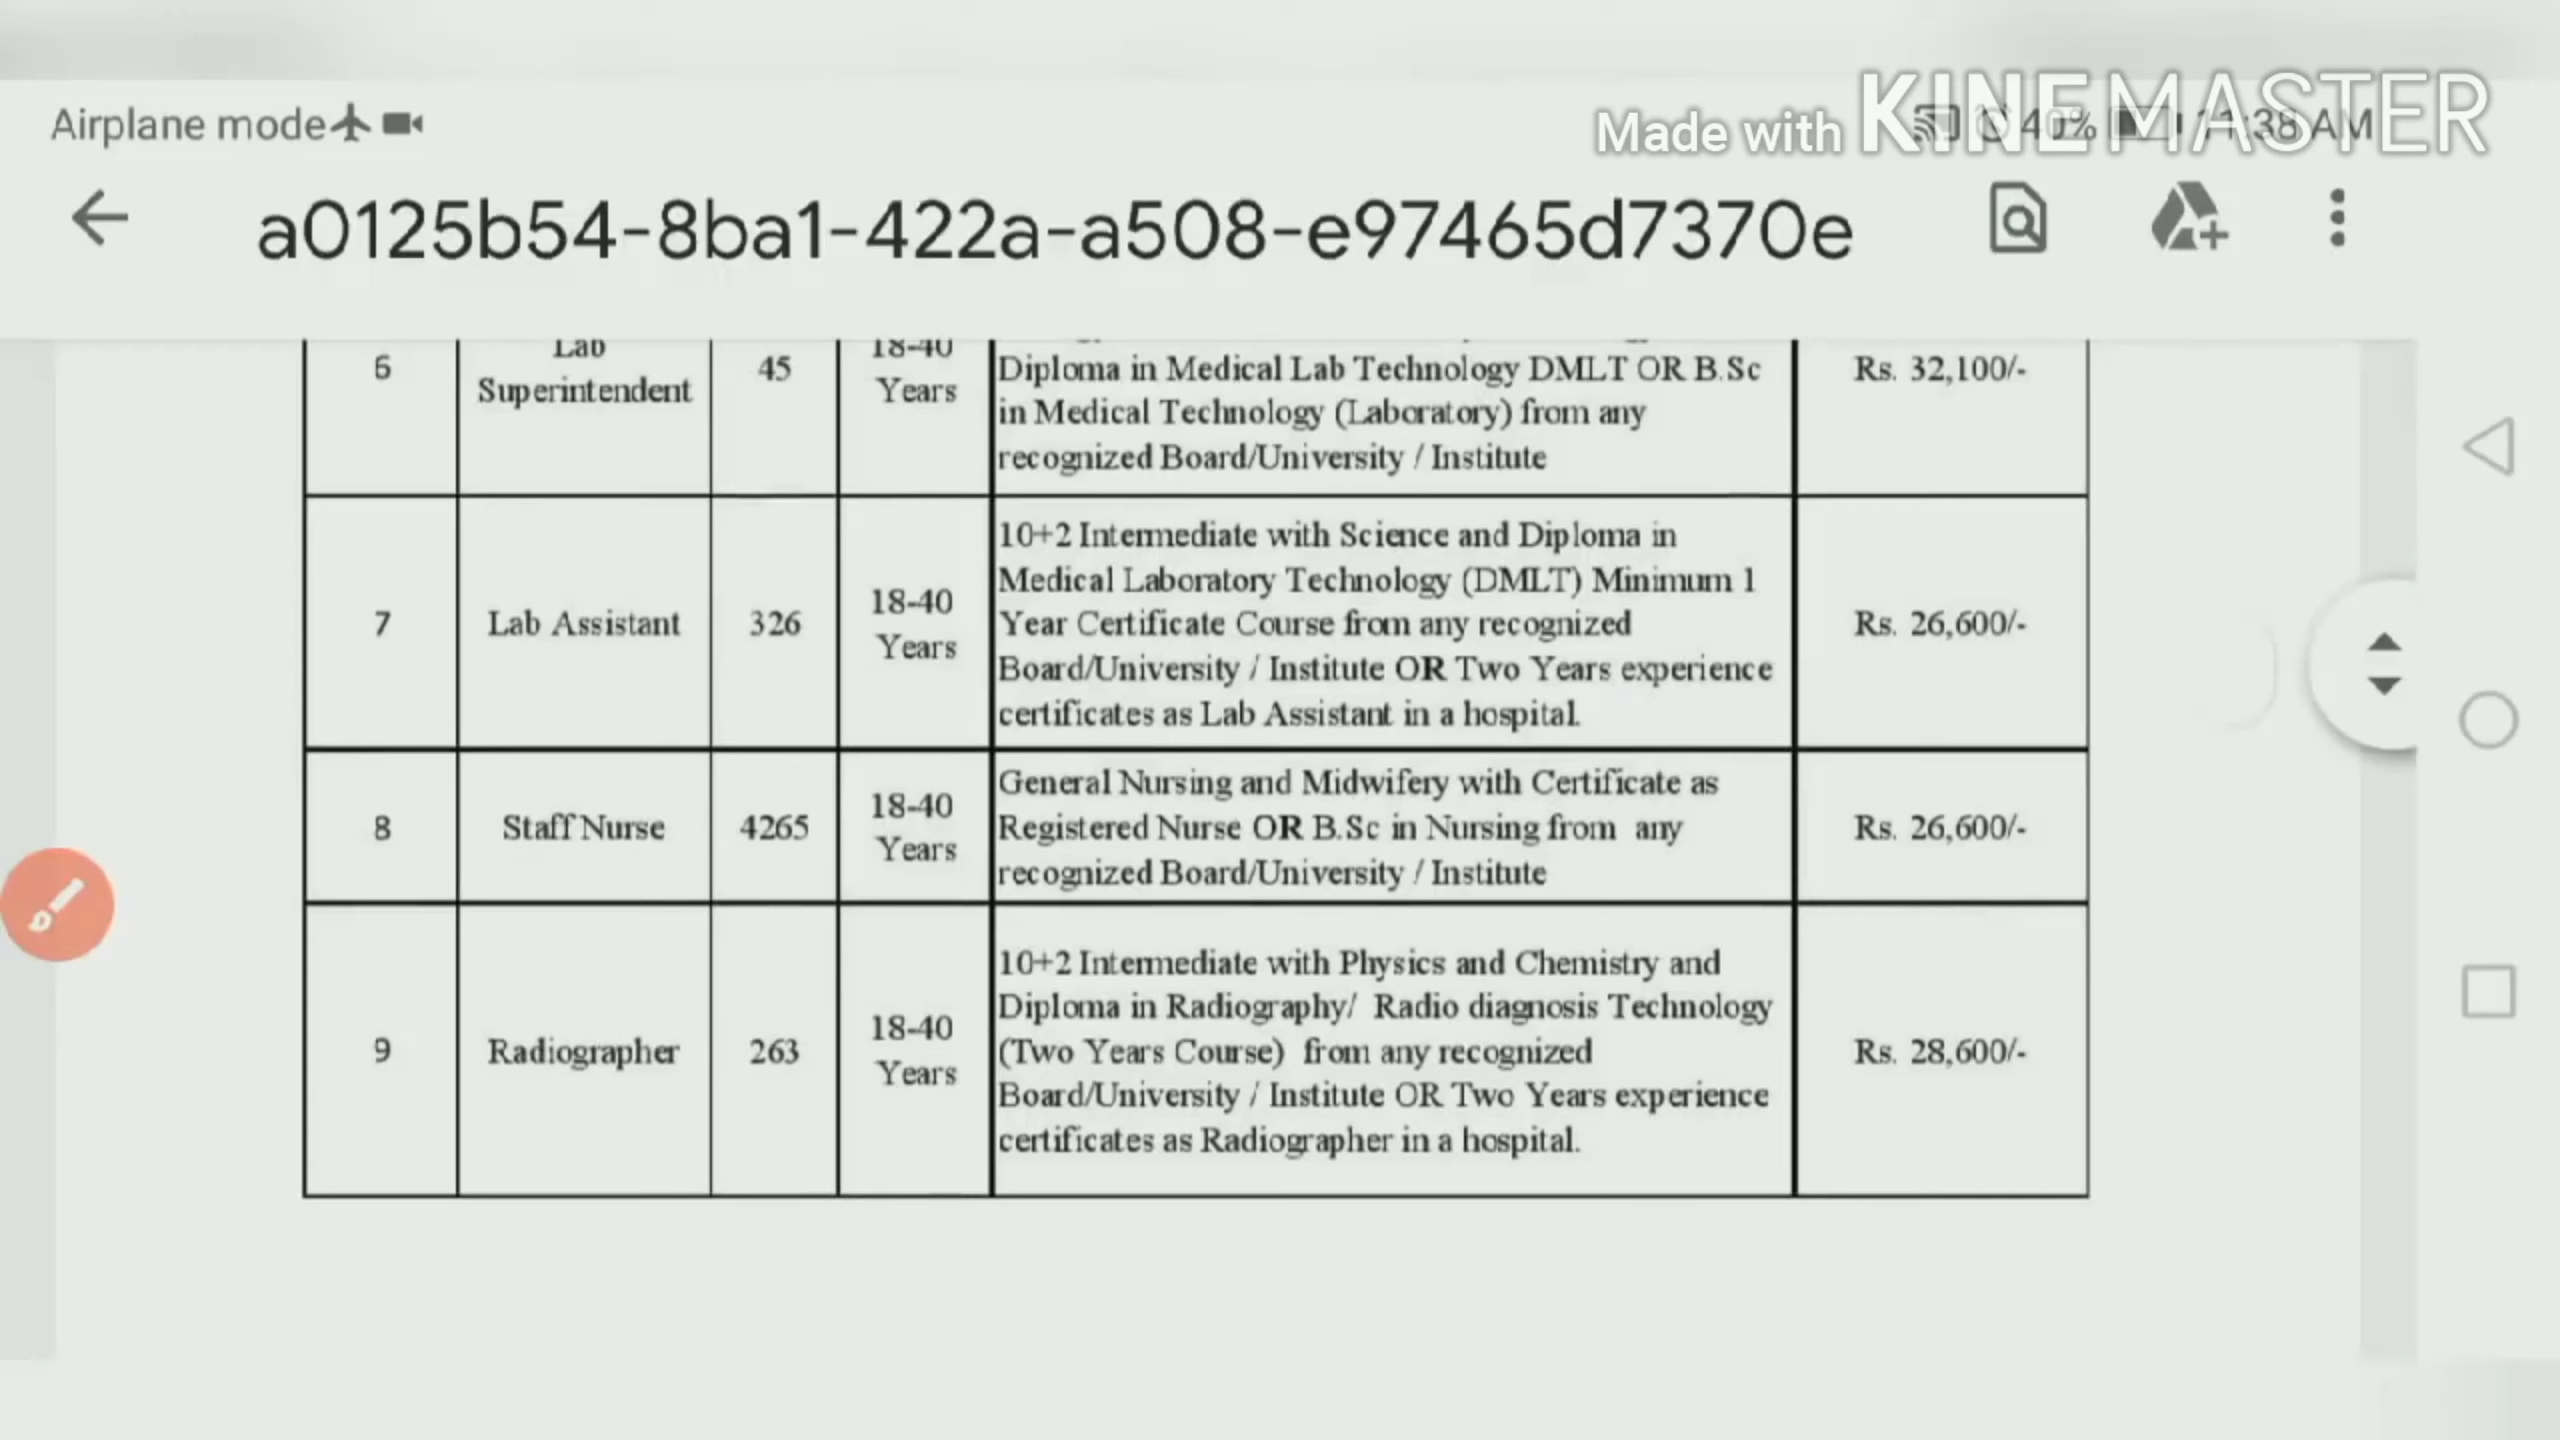 Airplane mode
Made with KINEMASTER
40% 11:38 AM
a0125b54-8ba1-422a-a508-e97465d7370e
6
Lab
Superintendent
45
18-40
Years
Diploma in Medical Lab Technology DMLT OR B.Sc
in Medical Technology (Laboratory) from any
recognized Board/University / Institute
Rs. 32,100/-
7
Lab Assistant
326
18-40
Years
10+2 Intermediate with Science and Diploma in
Medical Laboratory Technology (DMLT) Minimum 1
Year Certificate Course from any recognized
Board/University / Institute OR Two Years experience
certificates as Lab Assistant in a hospital.
Rs. 26,600/-
8
Staff Nurse
4265
18-40
Years
General Nursing and Midwifery with Certificate as
Registered Nurse OR B.Sc in Nursing from any
recognized Board/University / Institute
Rs. 26,600/-
9
Radiographer
263
18-40
Years
10+2 Intermediate with Physics and Chemistry and
Diploma in Radiography/ Radio diagnosis Technology
(Two Years Course) from any recognized
Board/University / Institute OR Two Years experience
certificates as Radiographer in a hospital.
Rs. 28,600/-